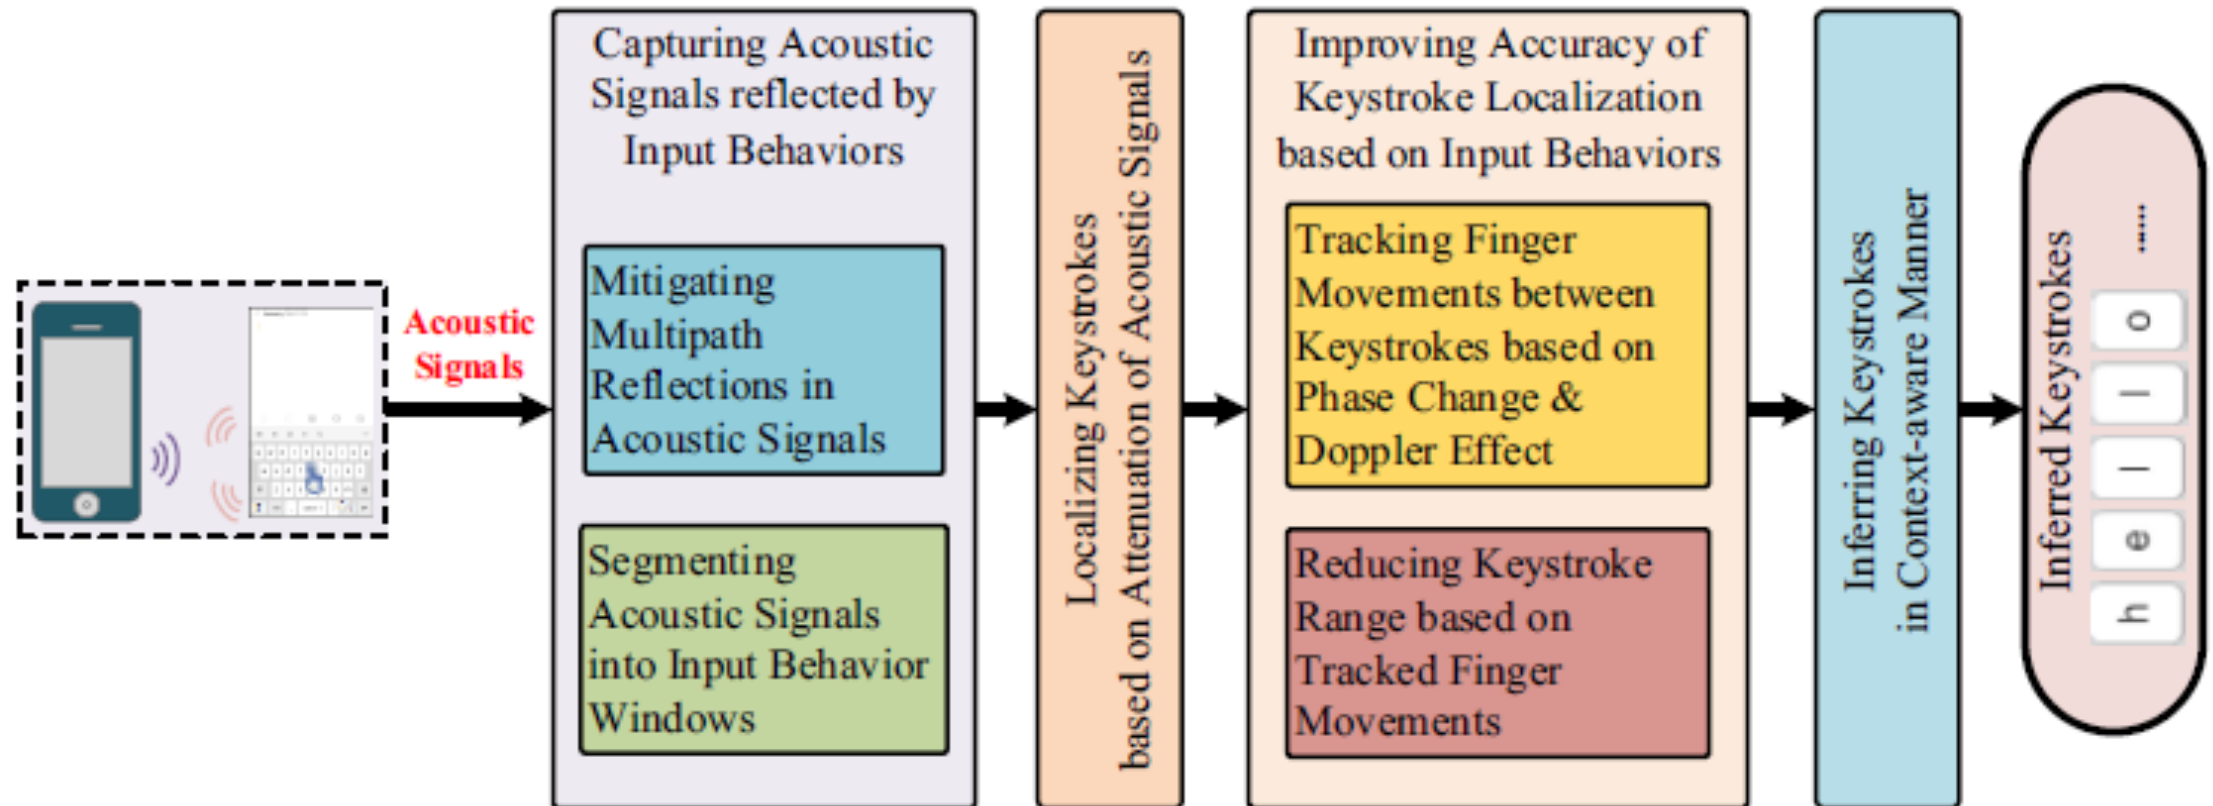 Acoustic
Signals
Capturing Acoustic
Signals reflected by
Input Behaviors
Mitigating
Multipath
Reflections in
Acoustic Signals
Segmenting
Acoustic Signals
into Input Behavior
Windows
Localizing Keystrokes
based on Attenuation of Acoustic Signals
Improving Accuracy of
Keystroke Localization
based on Input Behaviors
Tracking Finger
Movements between
Keystrokes based on
Phase Change &
Doppler Effect
Reducing Keystroke
Range based on
Tracked Finger
Movements
Inferring Keystrokes
in Context-aware Manner
Inferred Keystrokes
h e l l o ......